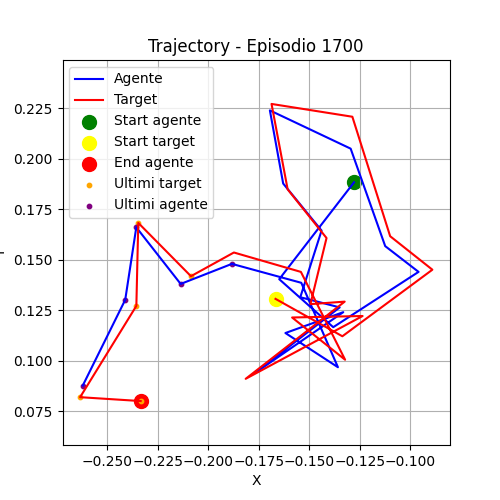 Trajectory - Episodio 1700
Agente
Target
Start agente
Start target
End agente
Ultimi target
Ultimi agente
0.225
0.200
0.175
0.150
0.125
0.100
0.075
−0.250 −0.225 −0.200 −0.175 −0.150 −0.125 −0.100
X